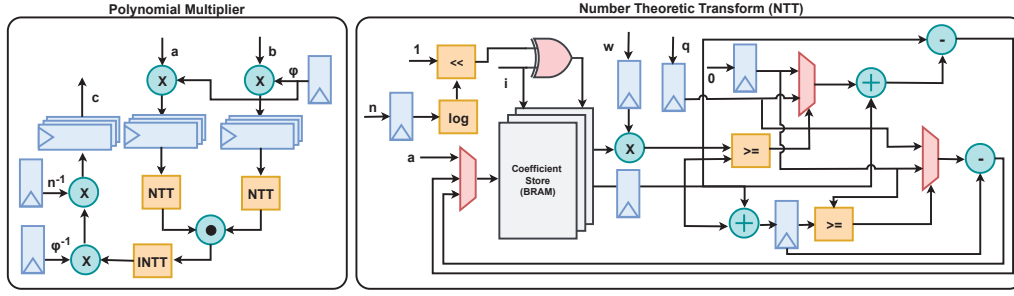 Polynomial Multiplier
a
b
φ
X
X
c
n⁻¹
X
NTT
NTT
φ⁻¹
X
INTT
Number Theoretic Transform (NTT)
1
<<
i
n
log
a
Coefficient
Store
(BRAM)
w
q
0
X
>=
+
-
+
>=
-